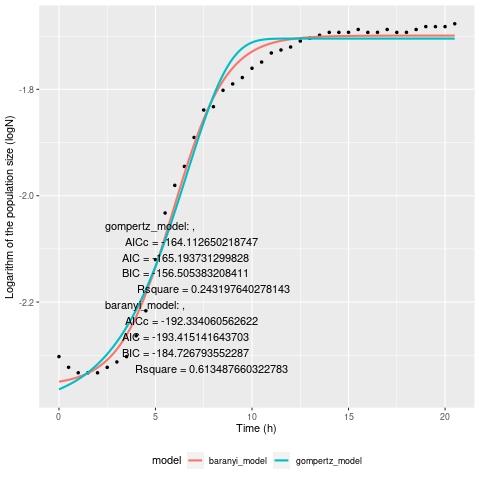 -1.8
-2.0
-2.2
Logarithm of the population size (logN)
gompertz_model: ,
AICc = -164.112650218747
AIC = -165.193731299828
BIC = -156.505383208411
Rsquare = 0.243197640278143
baranyi_model: ,
AICc = -192.334060562622
AIC = -193.415141643703
BIC = -184.726793552287
Rsquare = 0.613487660322783
0 5 10 15 20
Time (h)
model baranyi_model gompertz_model